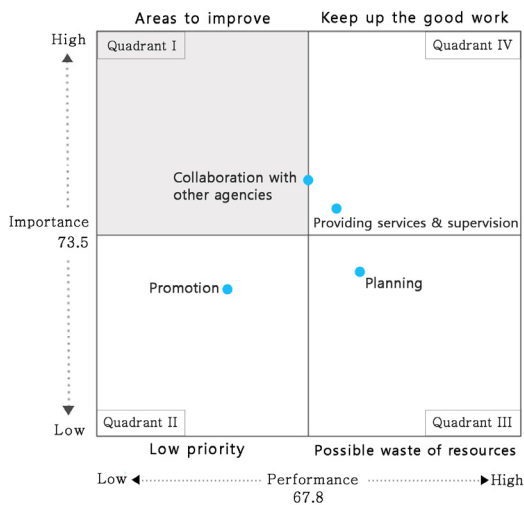 Areas to improve
Keep up the good work
High
Quadrant I
Quadrant IV
Collaboration with
other agencies
Importance
73.5
Providing services & supervision
Promotion
Planning
Quadrant II
Quadrant III
Low
Low priority
Possible waste of resources
Low
Performance
High
67.8